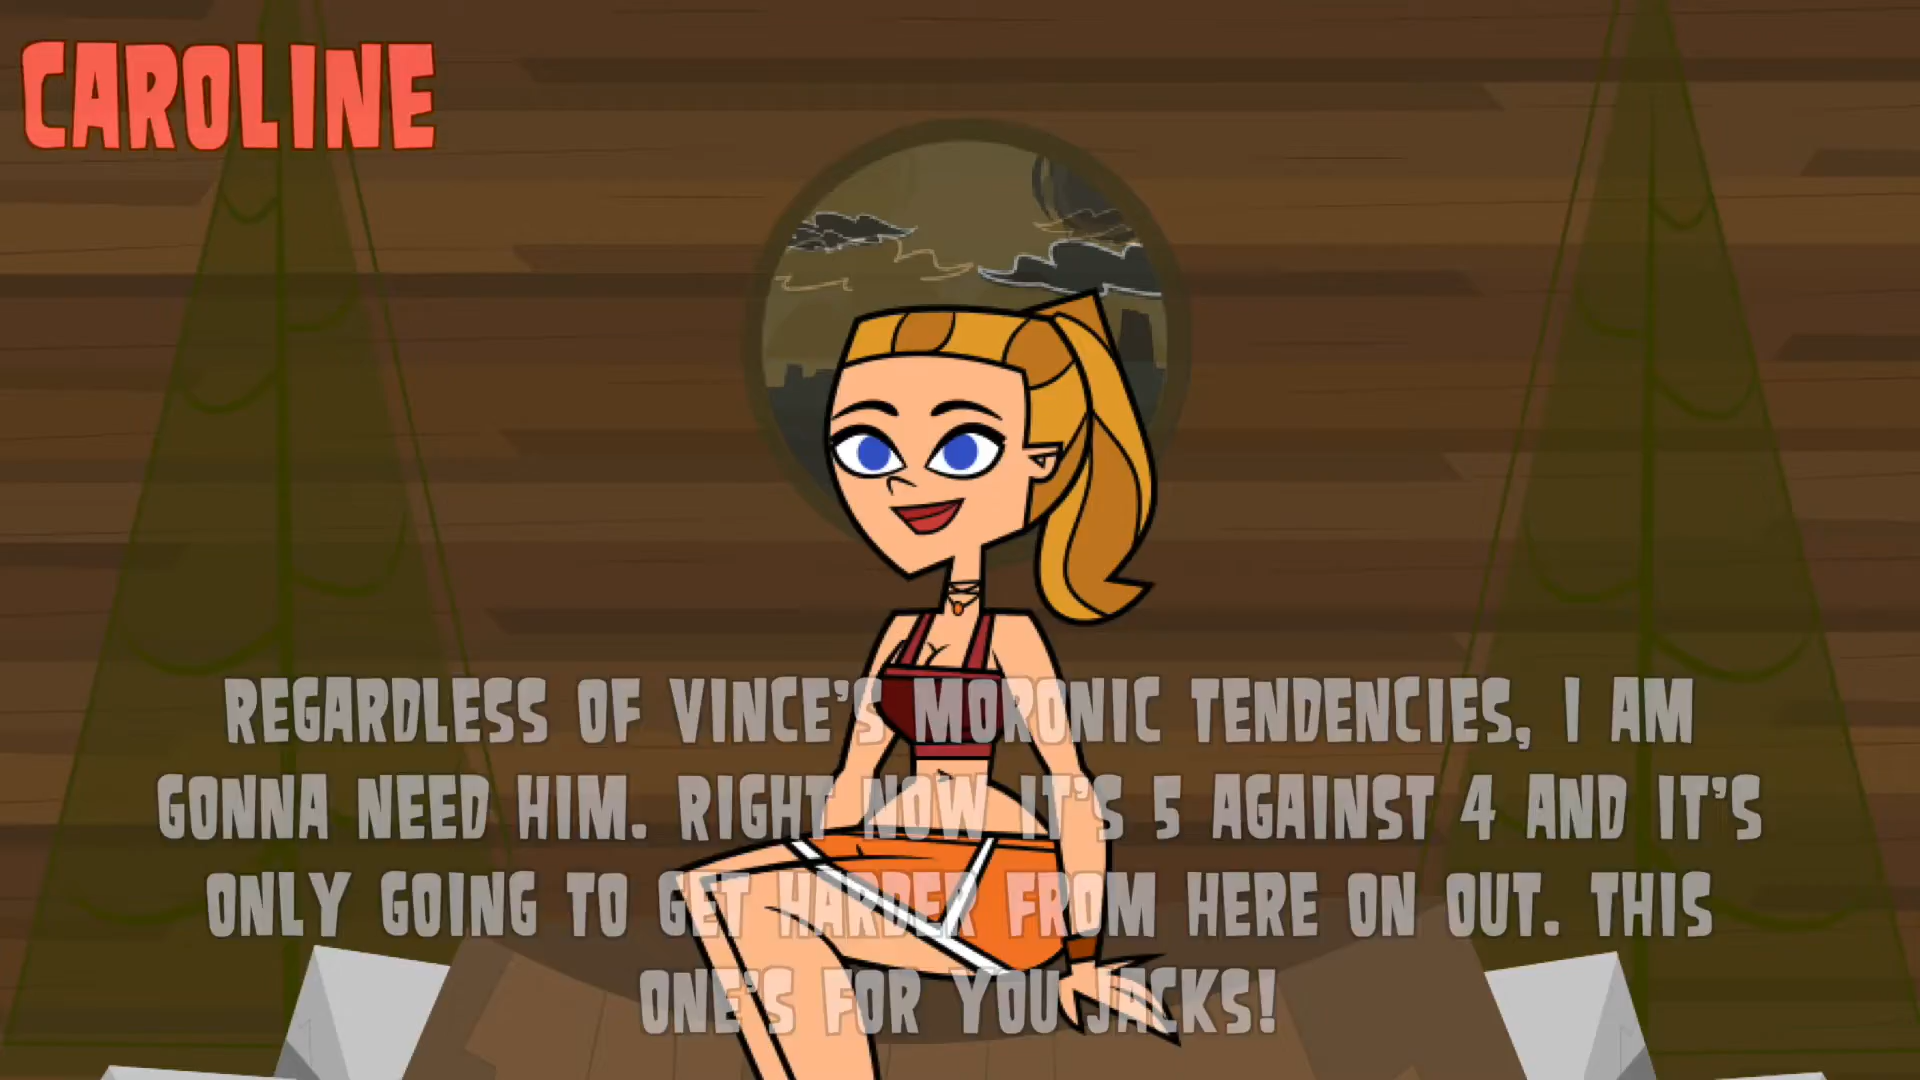 CAROLINE
REGARDLESS OF VINCE'S MORONIC TENDENCIES, I AM
GONNA NEED HIM. RIGHT NOW IT'S 5 AGAINST 4 AND IT'S
ONLY GOING TO GET HARDER FROM HERE ON OUT. THIS
ONE'S FOR YOU JACKS!